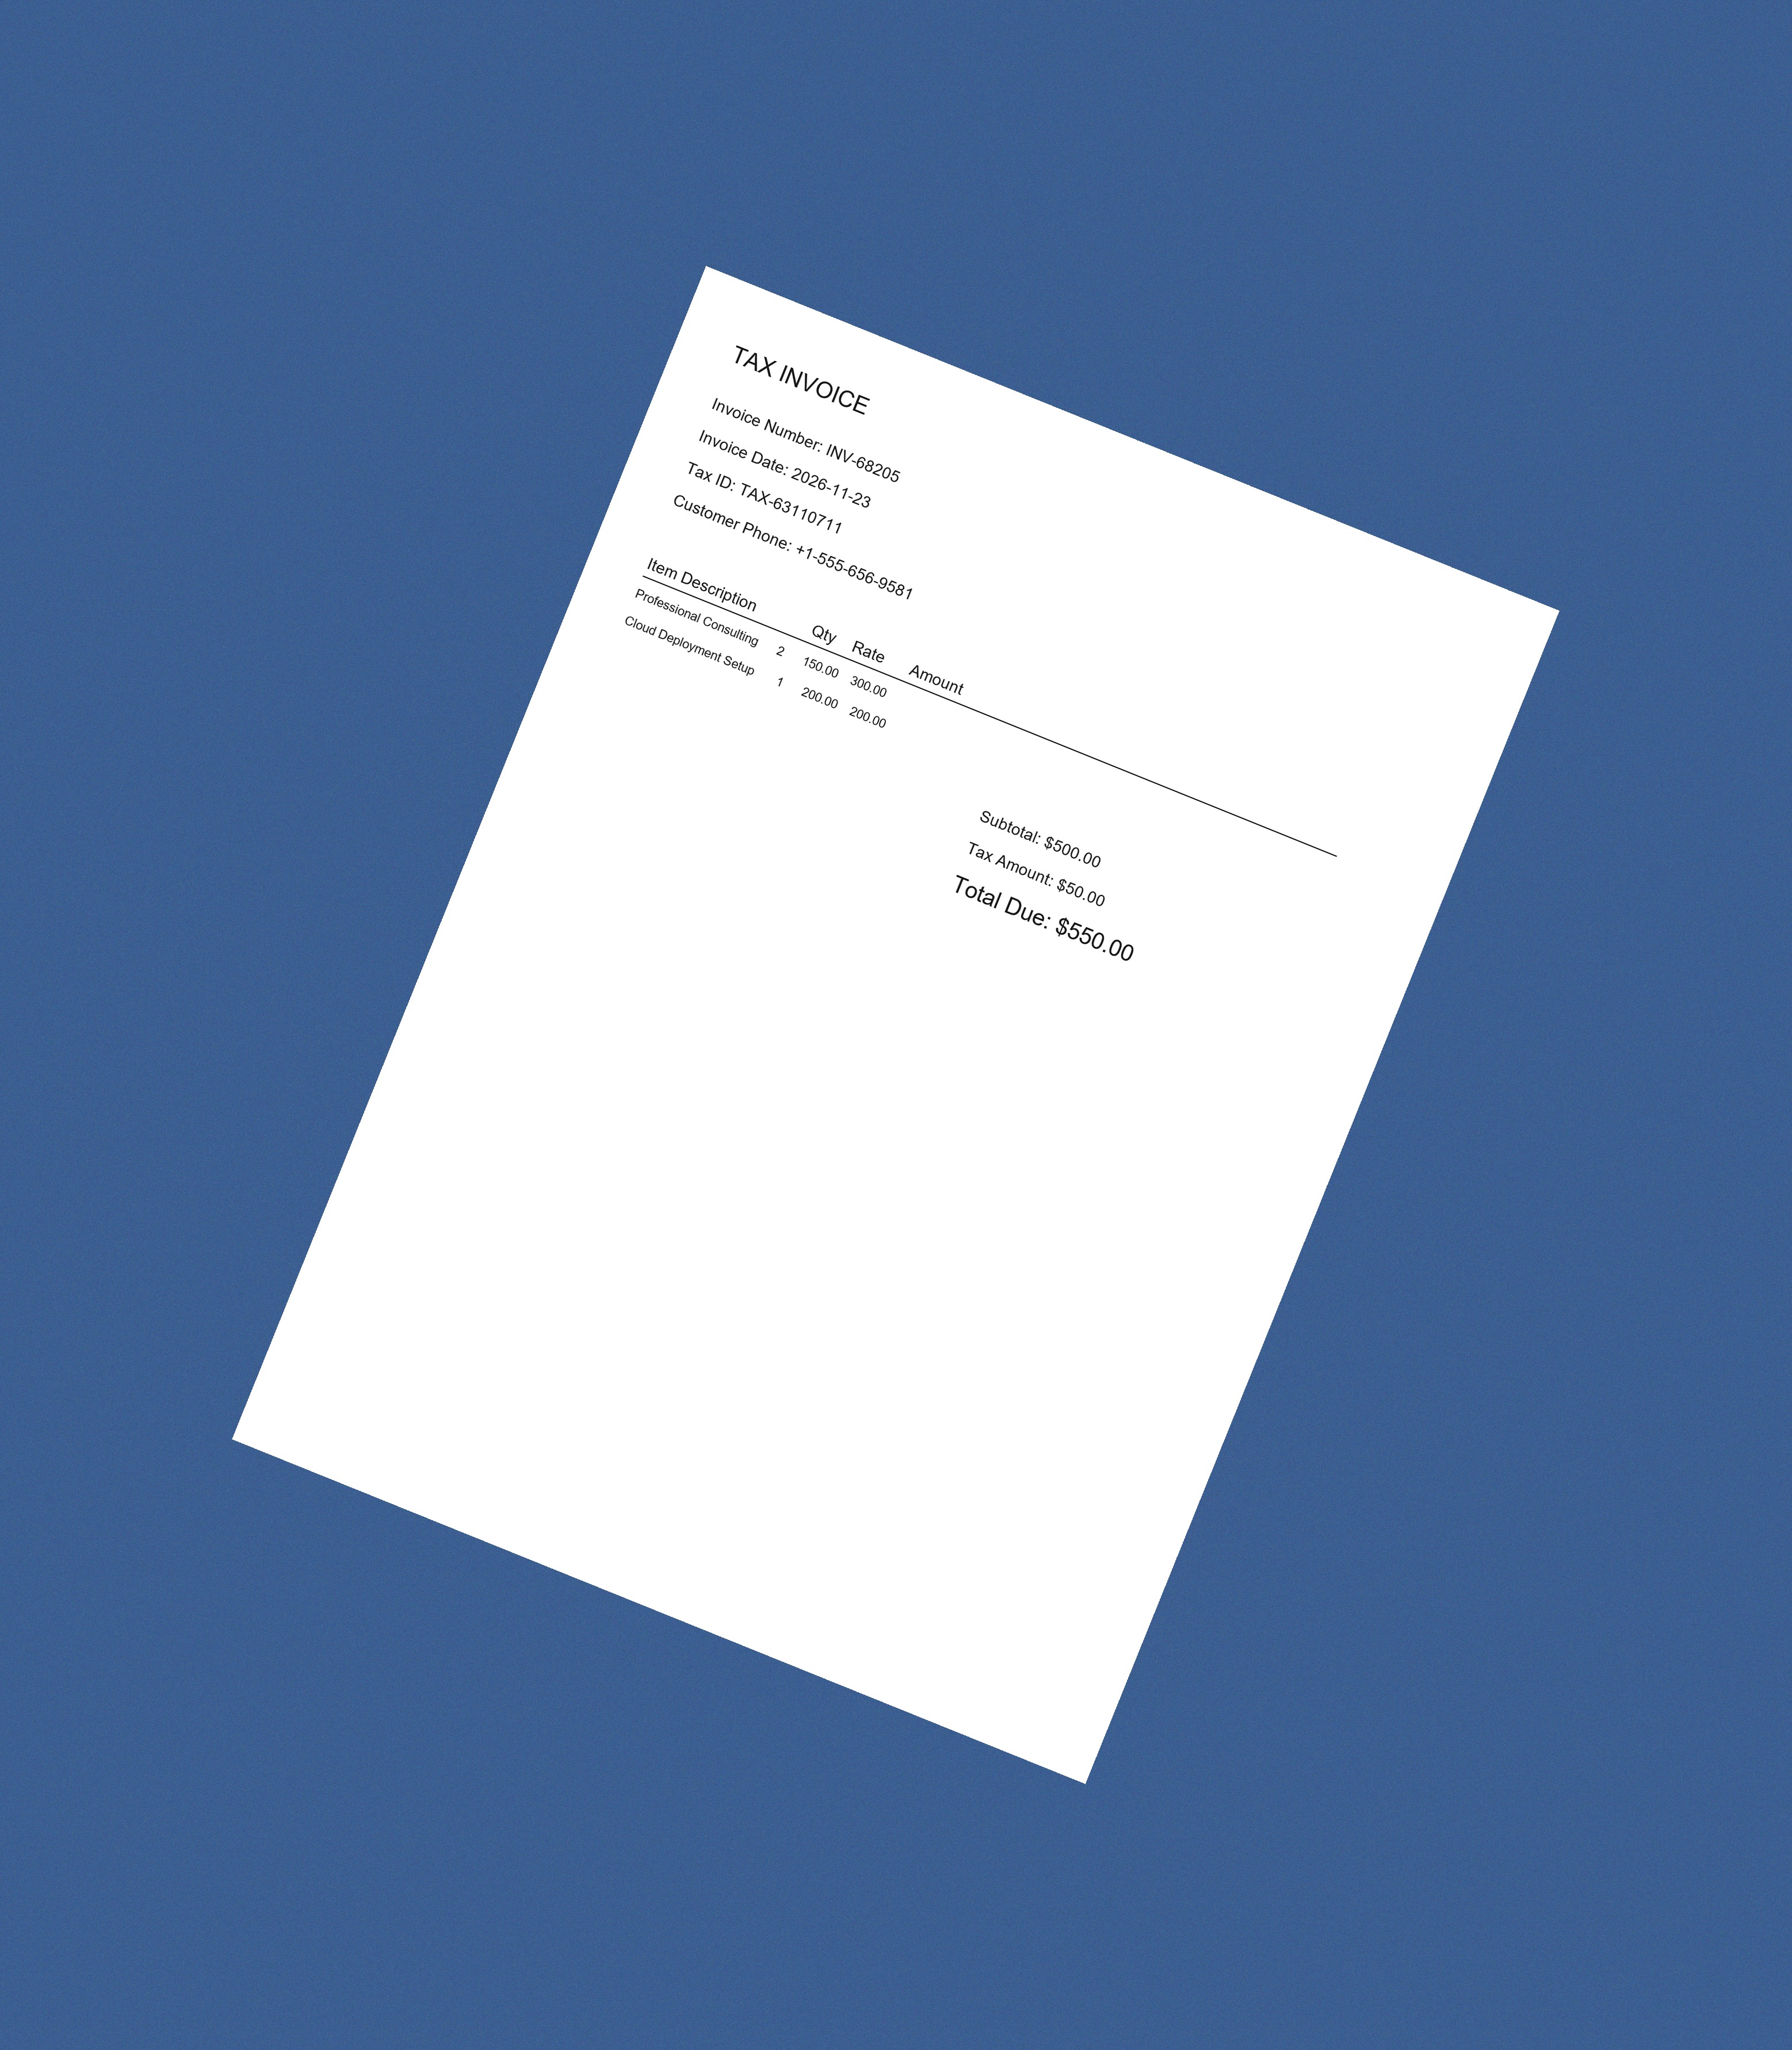 TAX INVOICE
Invoice Number: INV-68205
Invoice Date: 2026-11-23
Tax ID: TAX-63110711
Customer Phone: +1-555-656-9581
Item Description Qty Rate Amount
Professional Consulting 2 150.00 300.00
Cloud Deployment Setup 1 200.00 200.00
Subtotal: $500.00
Tax Amount: $50.00
Total Due: $550.00